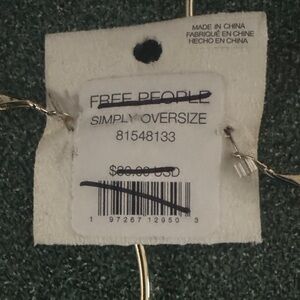 MADE IN CHINA
FABRIQUÉ EN CHINE
HECHO EN CHINA
FREE PEOPLE
SIMPLY OVERSIZE
81548133
USD
1 97267 12950 3